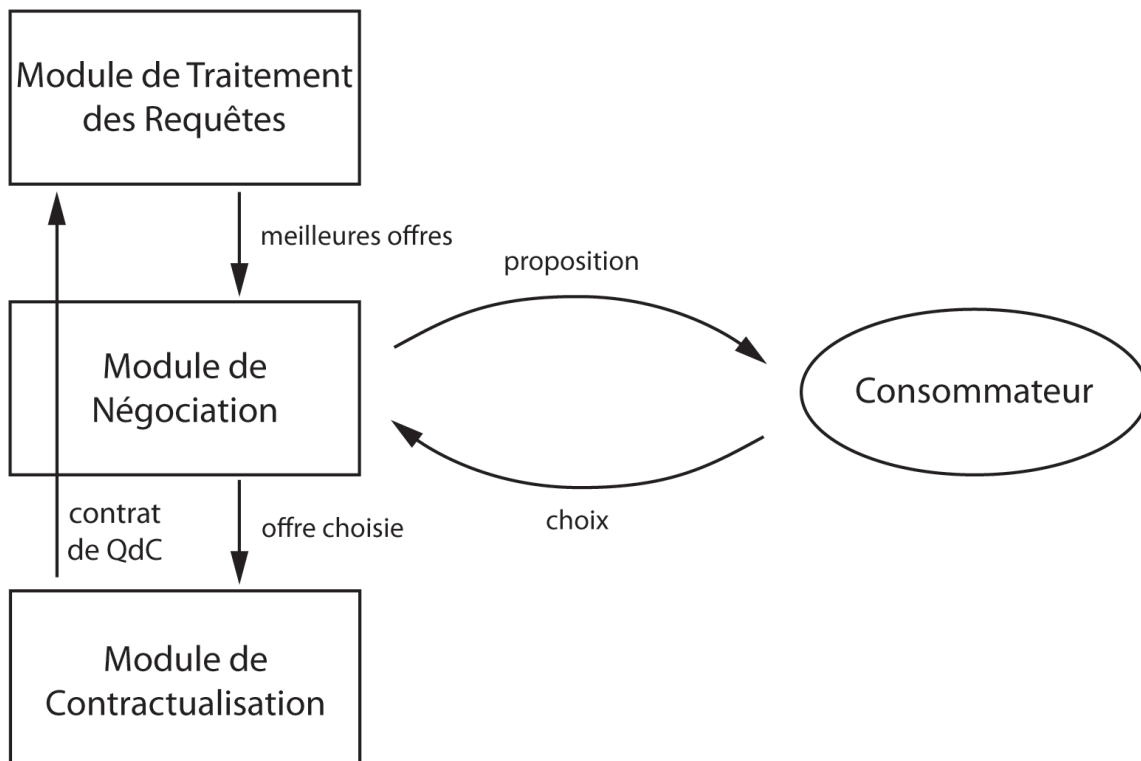 Module de Traitement
des Requêtes
meilleures offres
proposition
Module de
Négociation
Consommateur
contrat
de QdC
offre choisie
choix
Module de
Contractualisation